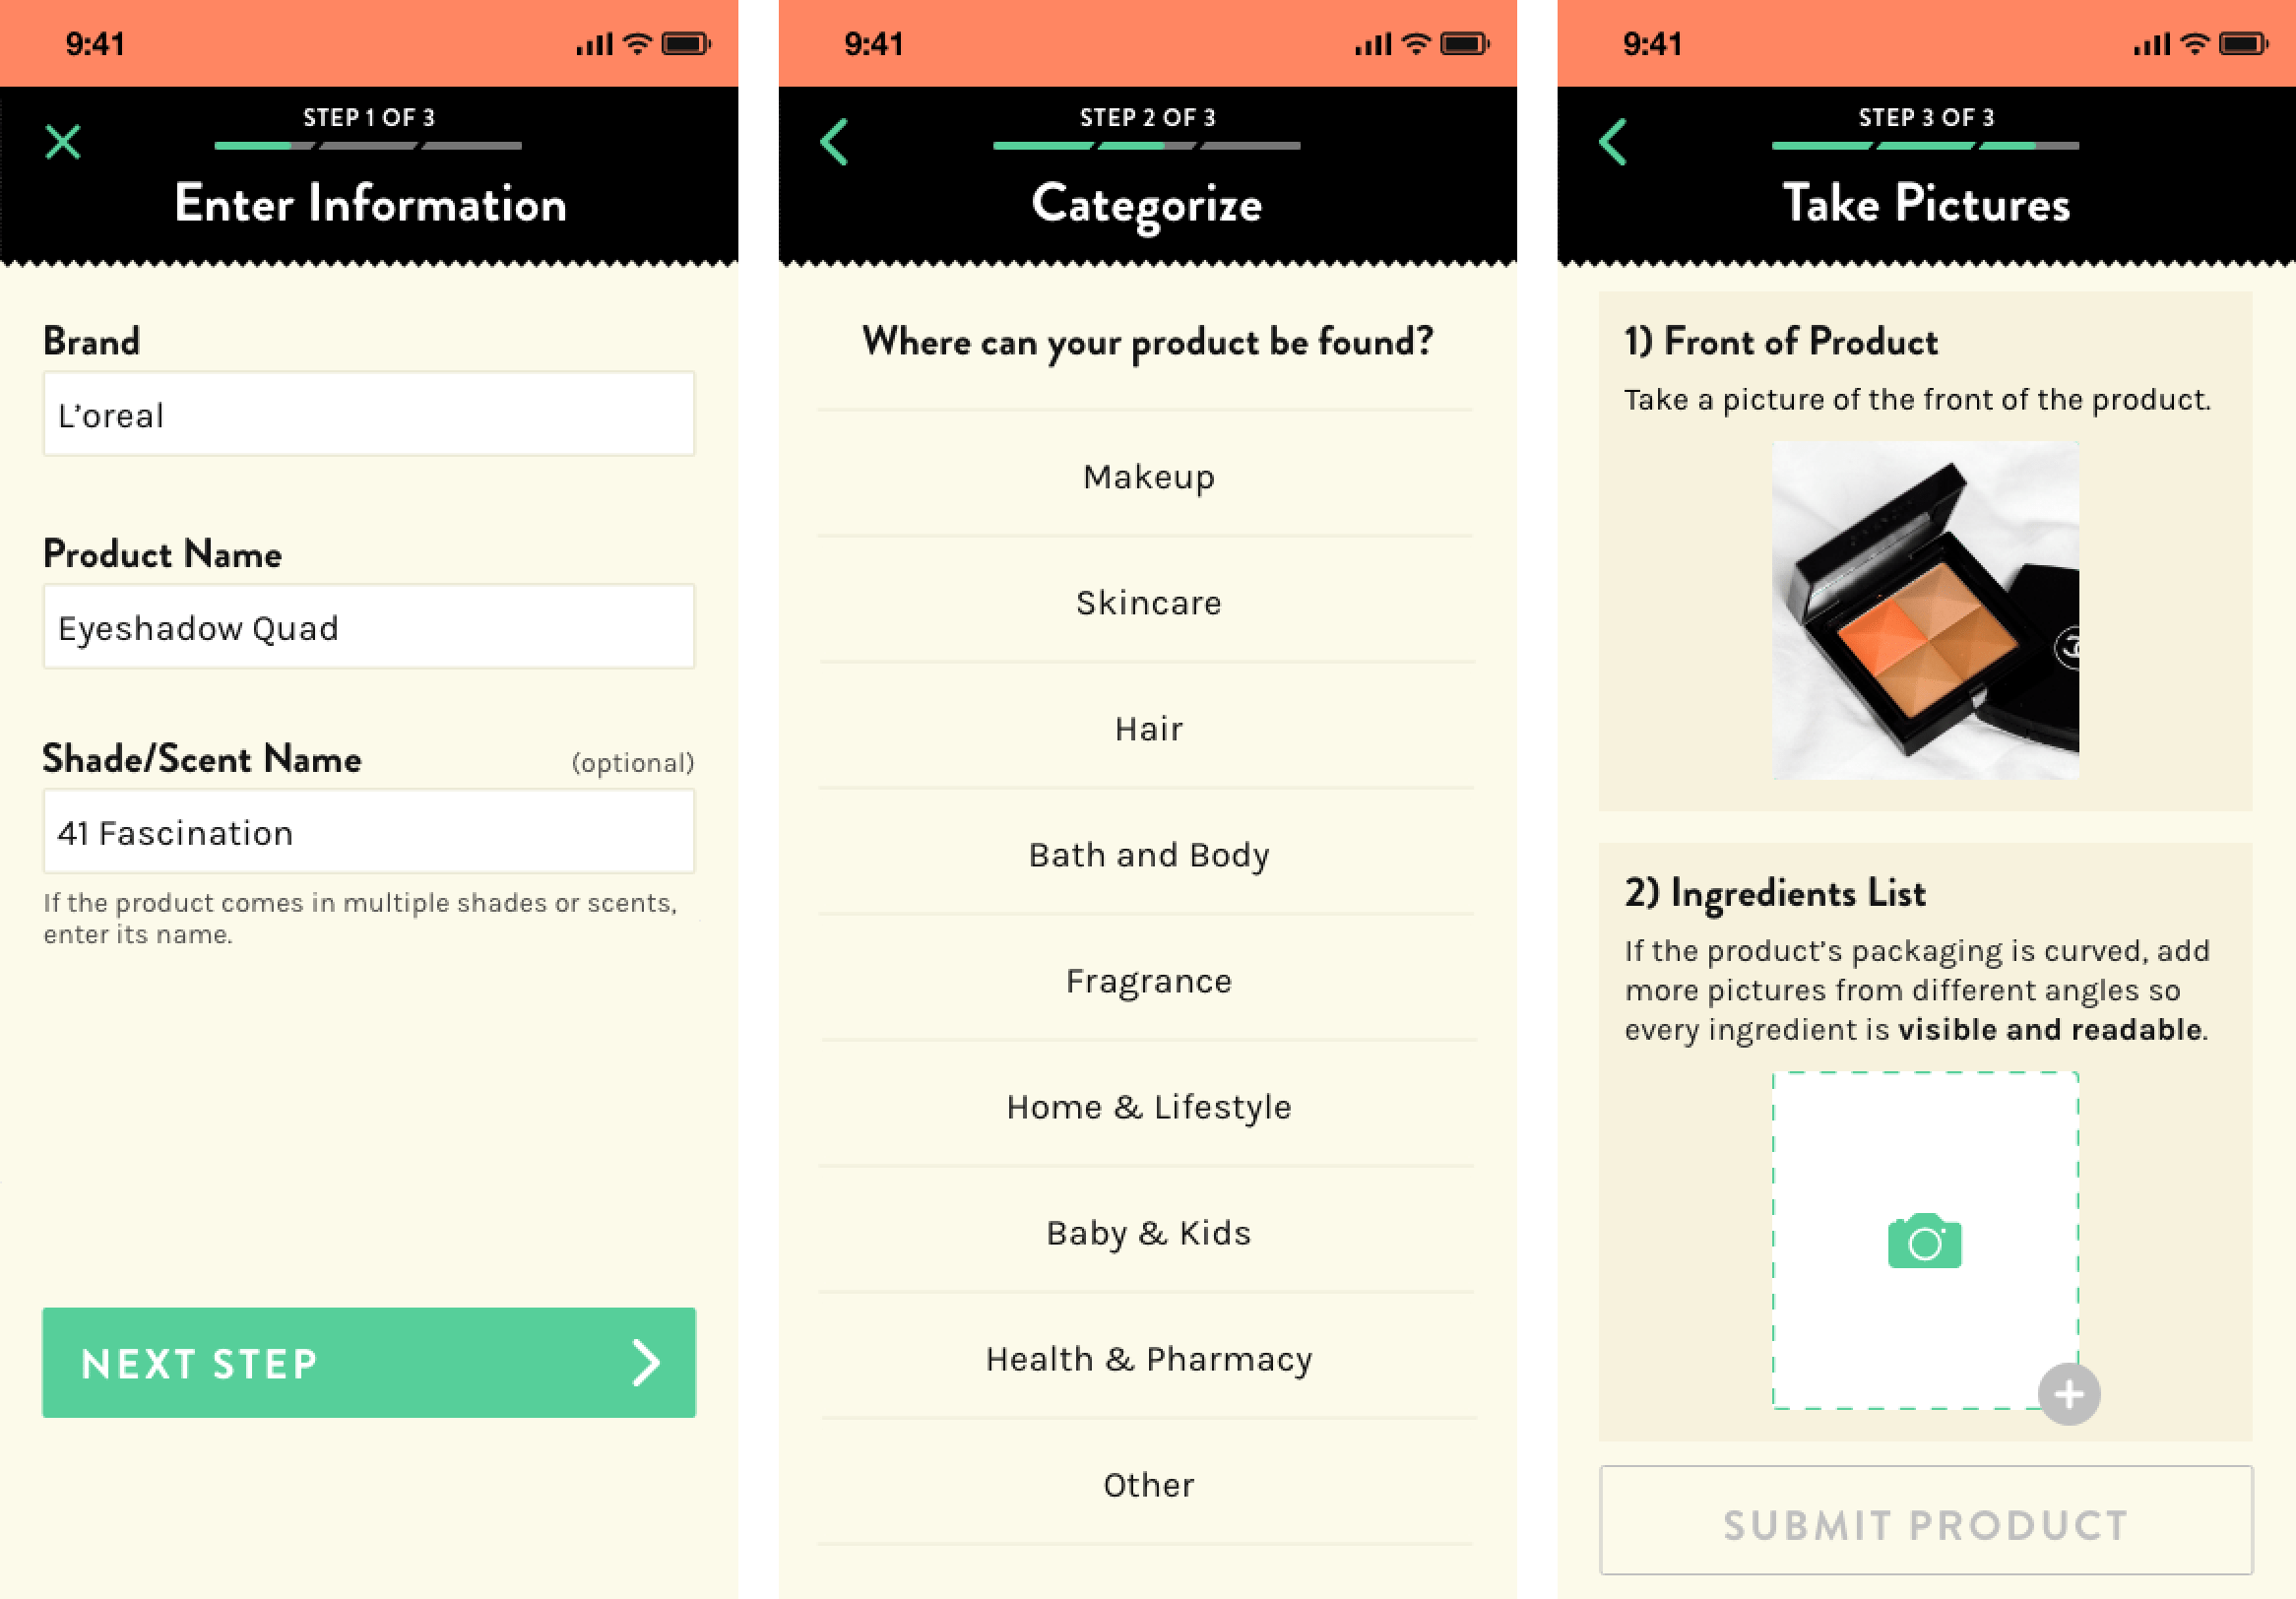 9:41
STEP 1 OF 3
Enter Information
Brand
L’oreal
Product Name
Eyeshadow Quad
Shade/Scent Name
(optional)
41 Fascination
If the product comes in multiple shades or scents,
enter its name.
NEXT STEP
9:41
STEP 2 OF 3
Categorize
Where can your product be found?
Makeup
Skincare
Hair
Bath and Body
Fragrance
Home & Lifestyle
Baby & Kids
Health & Pharmacy
Other
9:41
STEP 3 OF 3
Take Pictures
1) Front of Product
Take a picture of the front of the product.
2) Ingredients List
If the product’s packaging is curved, add
more pictures from different angles so
every ingredient is visible and readable.
SUBMIT PRODUCT